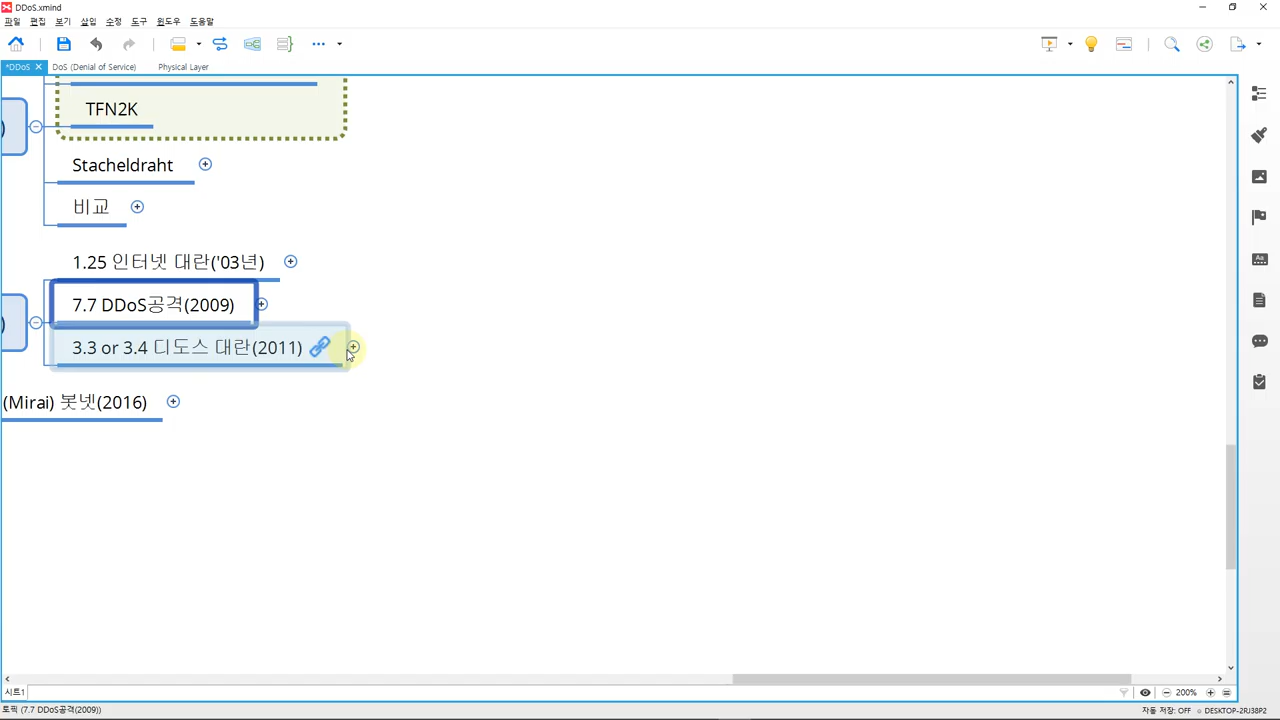 DDoS.xmind
파일 편집 보기 삽입 수정 도구 윈도우 도움말
*DDoS DoS (Denial of Service) Physical Layer
TFN2K
Stacheldraht
비교
1.25 인터넷 대란('03년)
7.7 DDoS공격(2009)
3.3 or 3.4 디도스 대란(2011)
(Mirai) 봇넷(2016)
시트1
200%
토픽 (7.7 DDoS공격(2009))
자동 저장: OFF DESKTOP-2RJ38P2